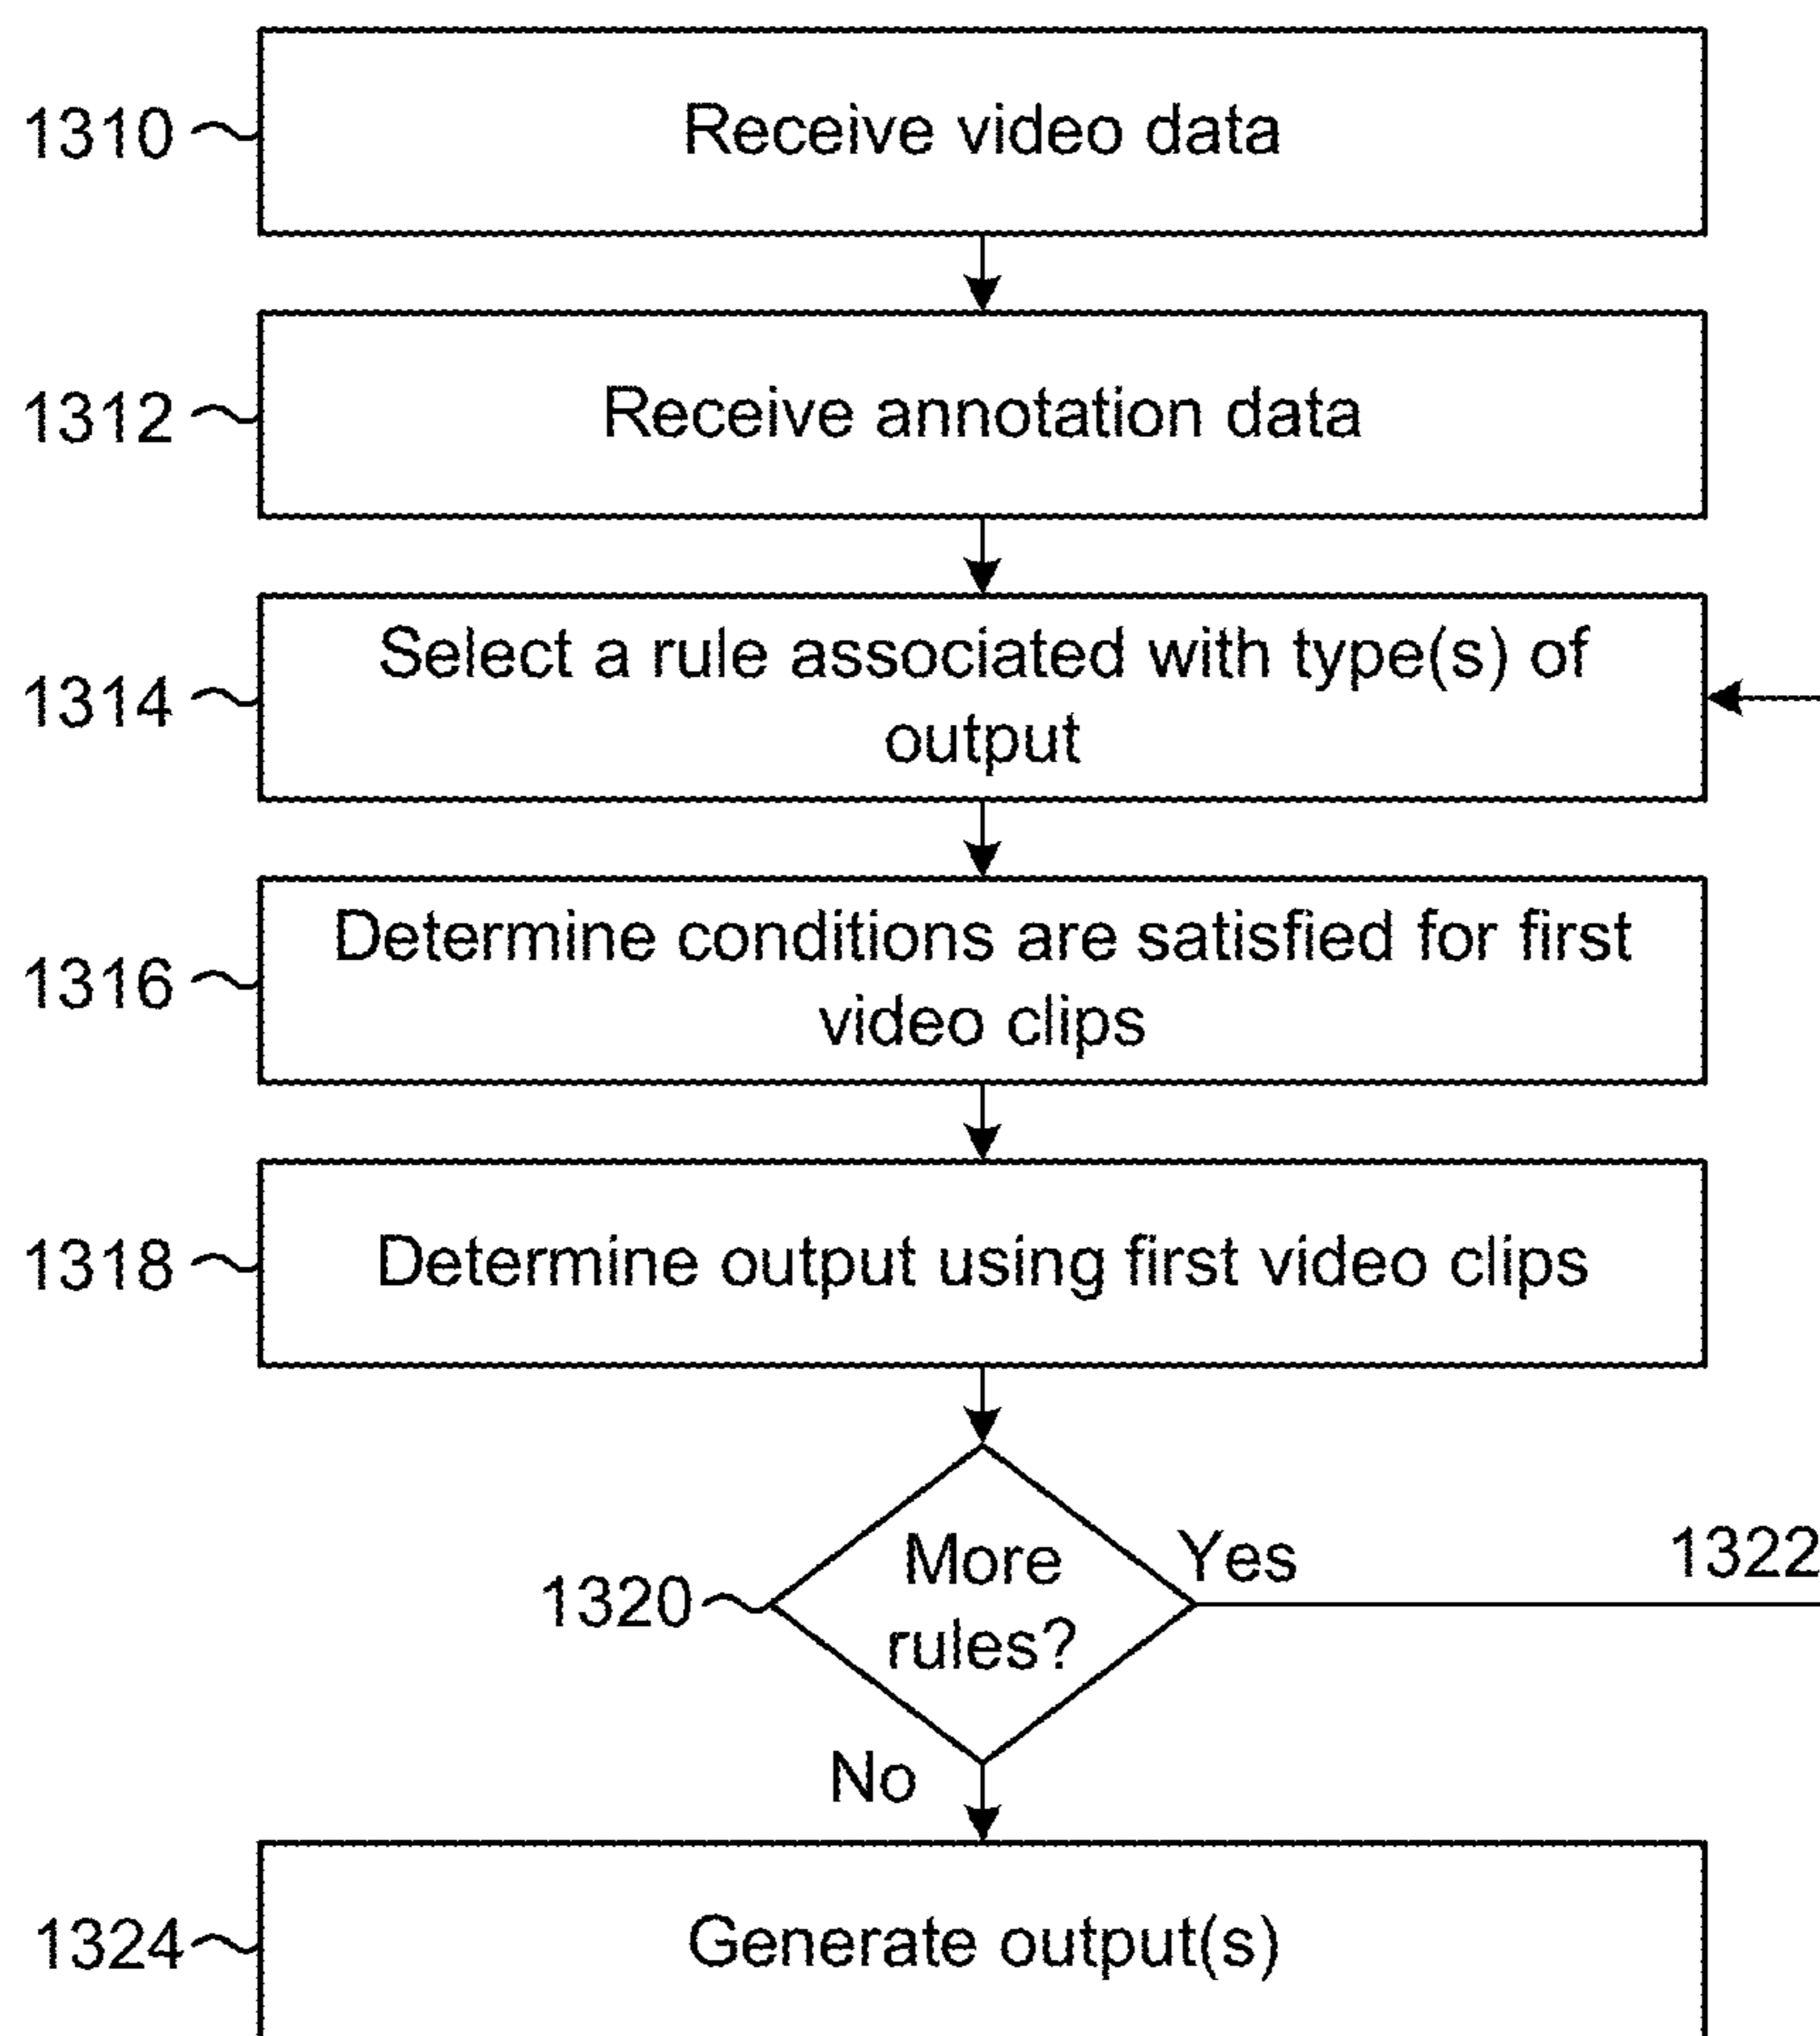 1310
Receive video data
1312
Receive annotation data
1314
Select a rule associated with type(s) of
output
1316
Determine conditions are satisfied for first
video clips
1318
Determine output using first video clips
1320
More
rules?
Yes
1322
No
1324
Generate output(s)